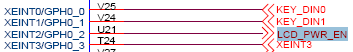 XEINT0/GPH0_0 V25 KEY_DIN0
XEINT1/GPH0_1 V24 KEY_DIN1
XEINT2/GPH0_2 U21 LCD_PWR_EN
XEINT3/GPH0_3 T24 XEINT3